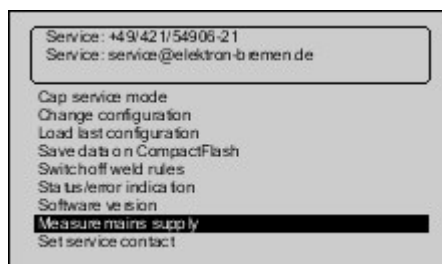 Service: +49/421/54906-21
Service: service@elektron-bremen.de
Cap service mode
Change configuration
Load last configuration
Save data on CompactFlash
Switch off weld rules
Status/error indication
Software version
Measure mains supply
Set service contact